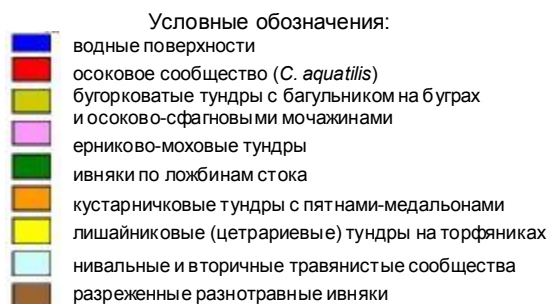 Условные обозначения:
водные поверхности
осоковое сообщество (C. aquatilis)
бугорковатые тундры с багульником на буграх
и осоково-сфагновыми мочажинами
ерниково-моховые тундры
ивняки по ложбинам стока
кустарничковые тундры с пятнами-медальонами
лишайниковые (цетрариевые) тундры на торфяниках
нивальные и вторичные травянистые сообщества
разреженные разнотравные ивняки